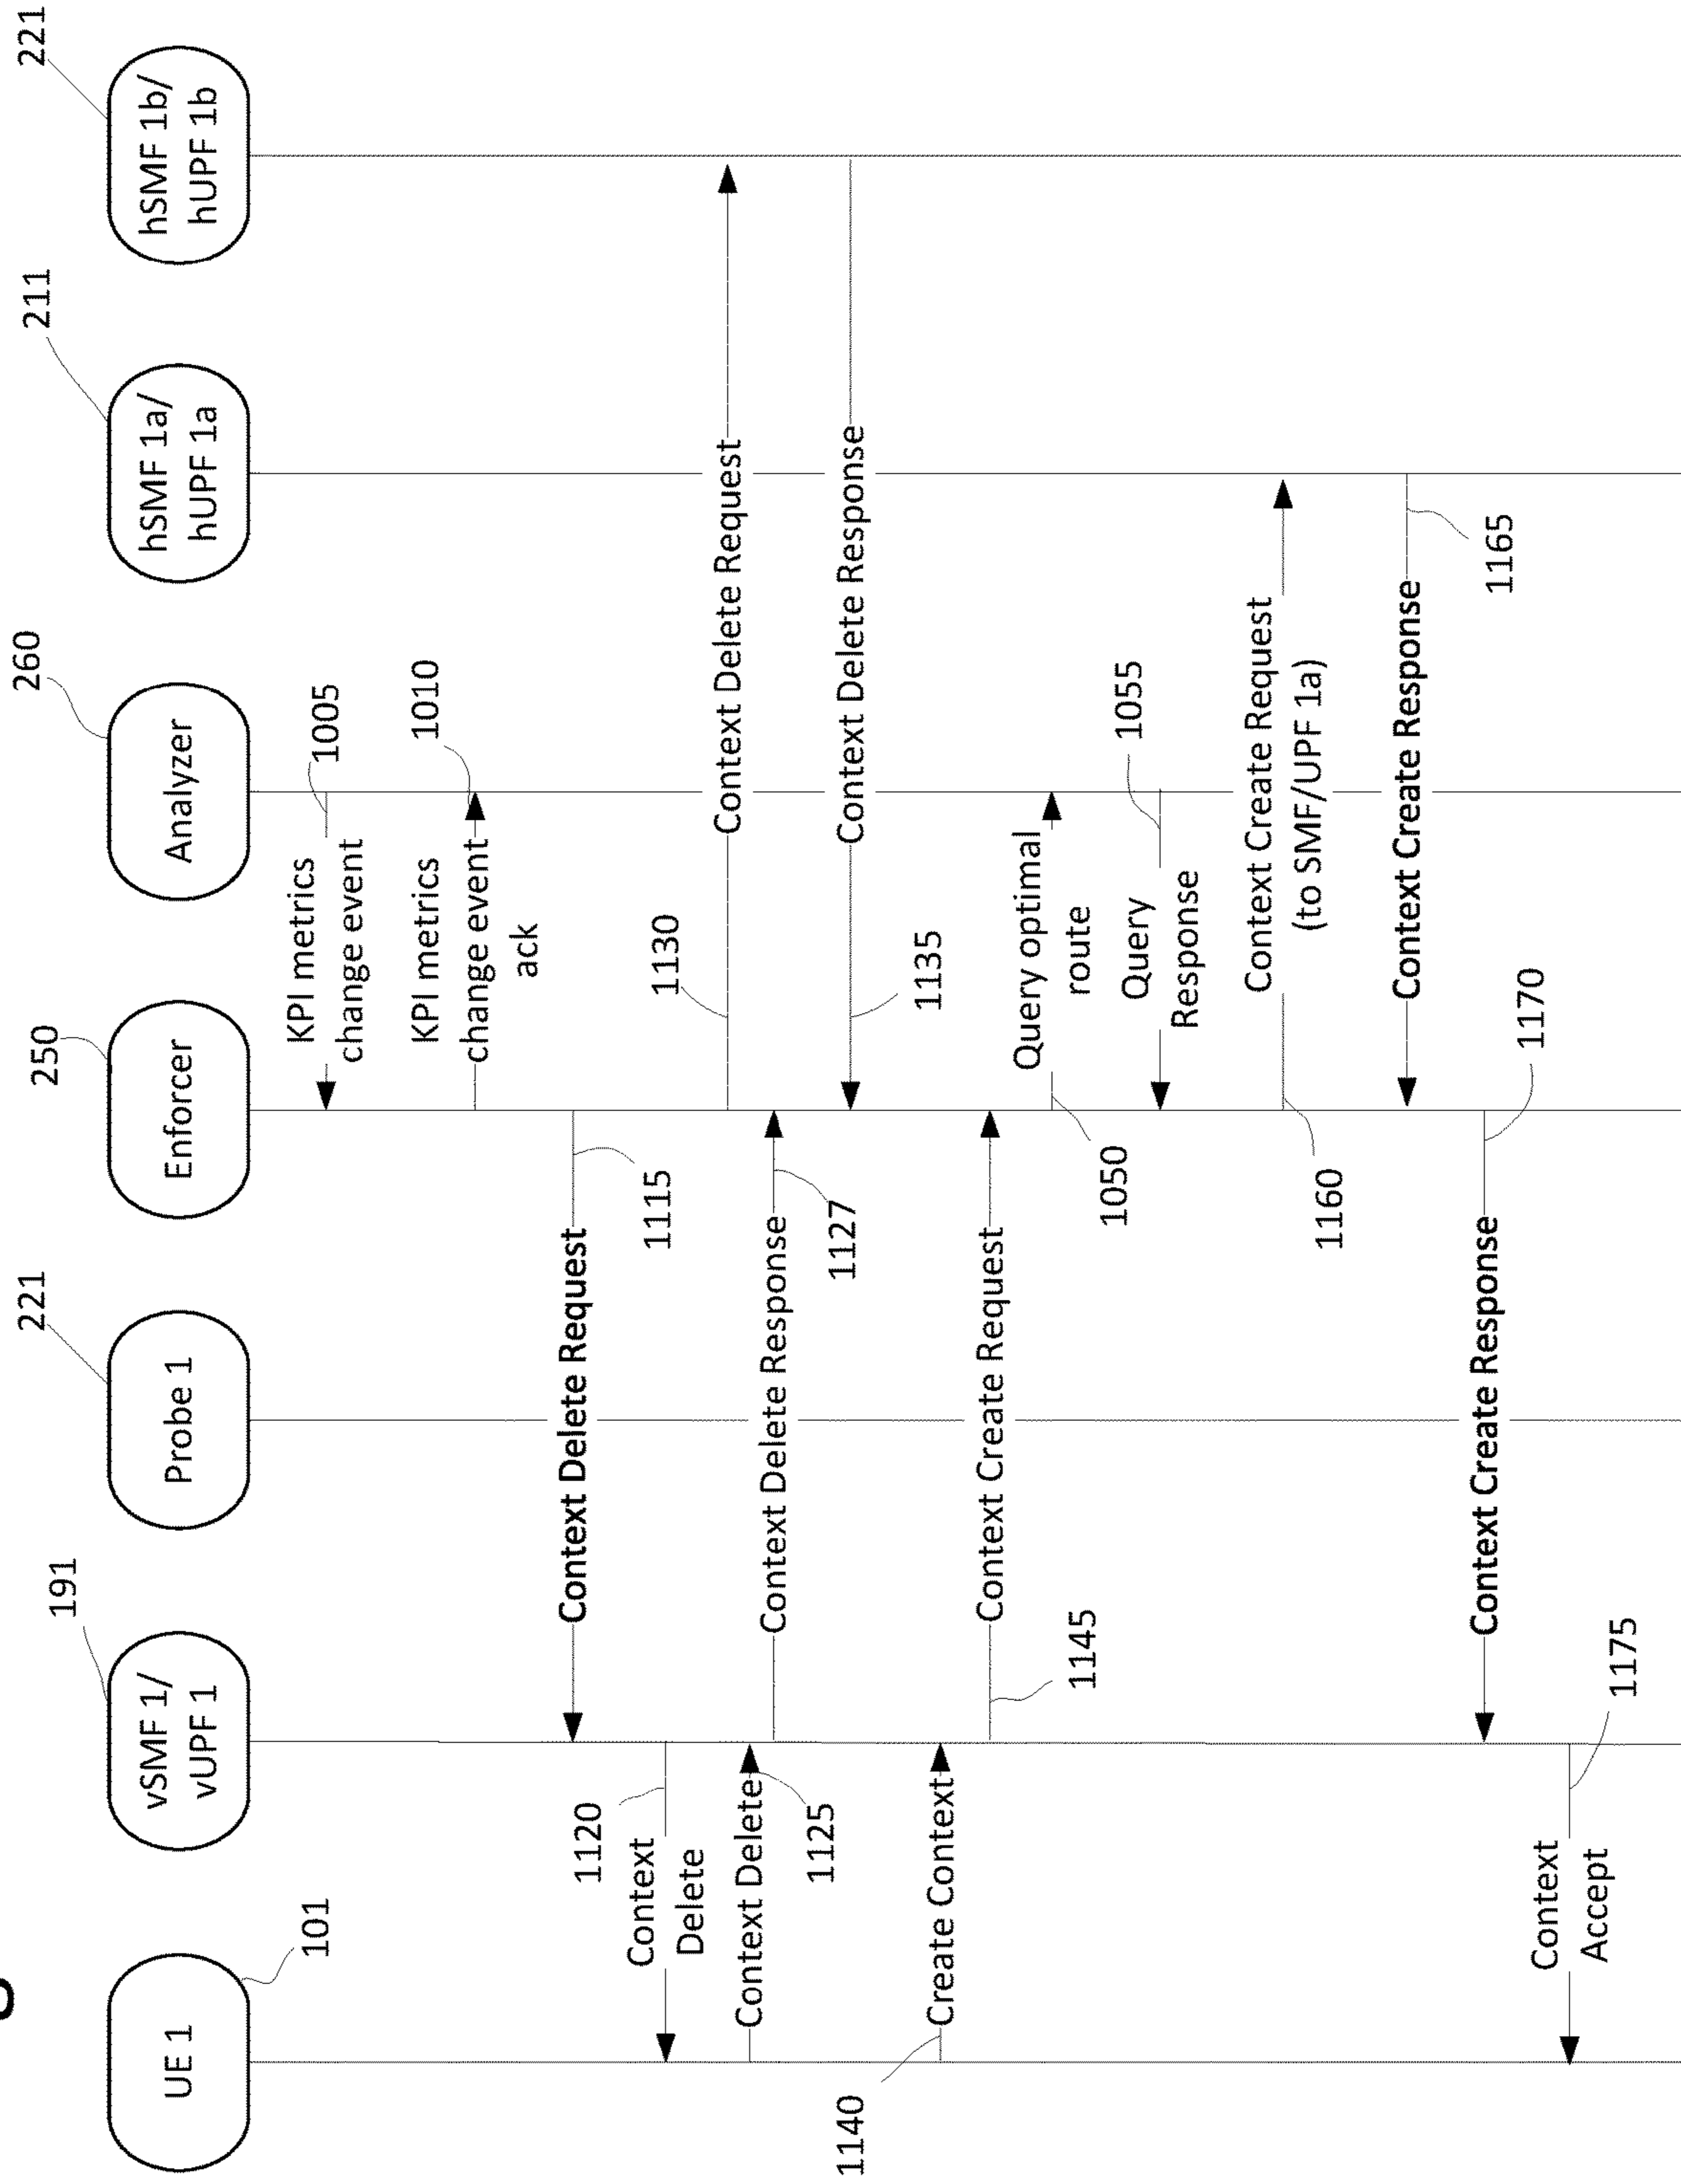 191
221
250
260
211
221
UE 1
vSMF 1/
vUPF 1
Probe 1
Enforcer
Analyzer
hSMF 1a/
hUPF 1a
hSMF 1b/
hUPF 1b
101
KPI metrics
change event
1005
KPI metrics
change event
ack
1010
Context Delete Request
1115
1120
Context
Delete
1130
Context Delete Request
Context Delete
1125
Context Delete Response
1127
Context Delete Response
1135
1140
Create Context
Context Create Request
1145
Query optimal
route
1050
Query
Response
1055
Context Create Request
(to SMF/UPF 1a)
1160
Context Create Response
1165
Context Create Response
1170
Context
Accept
1175